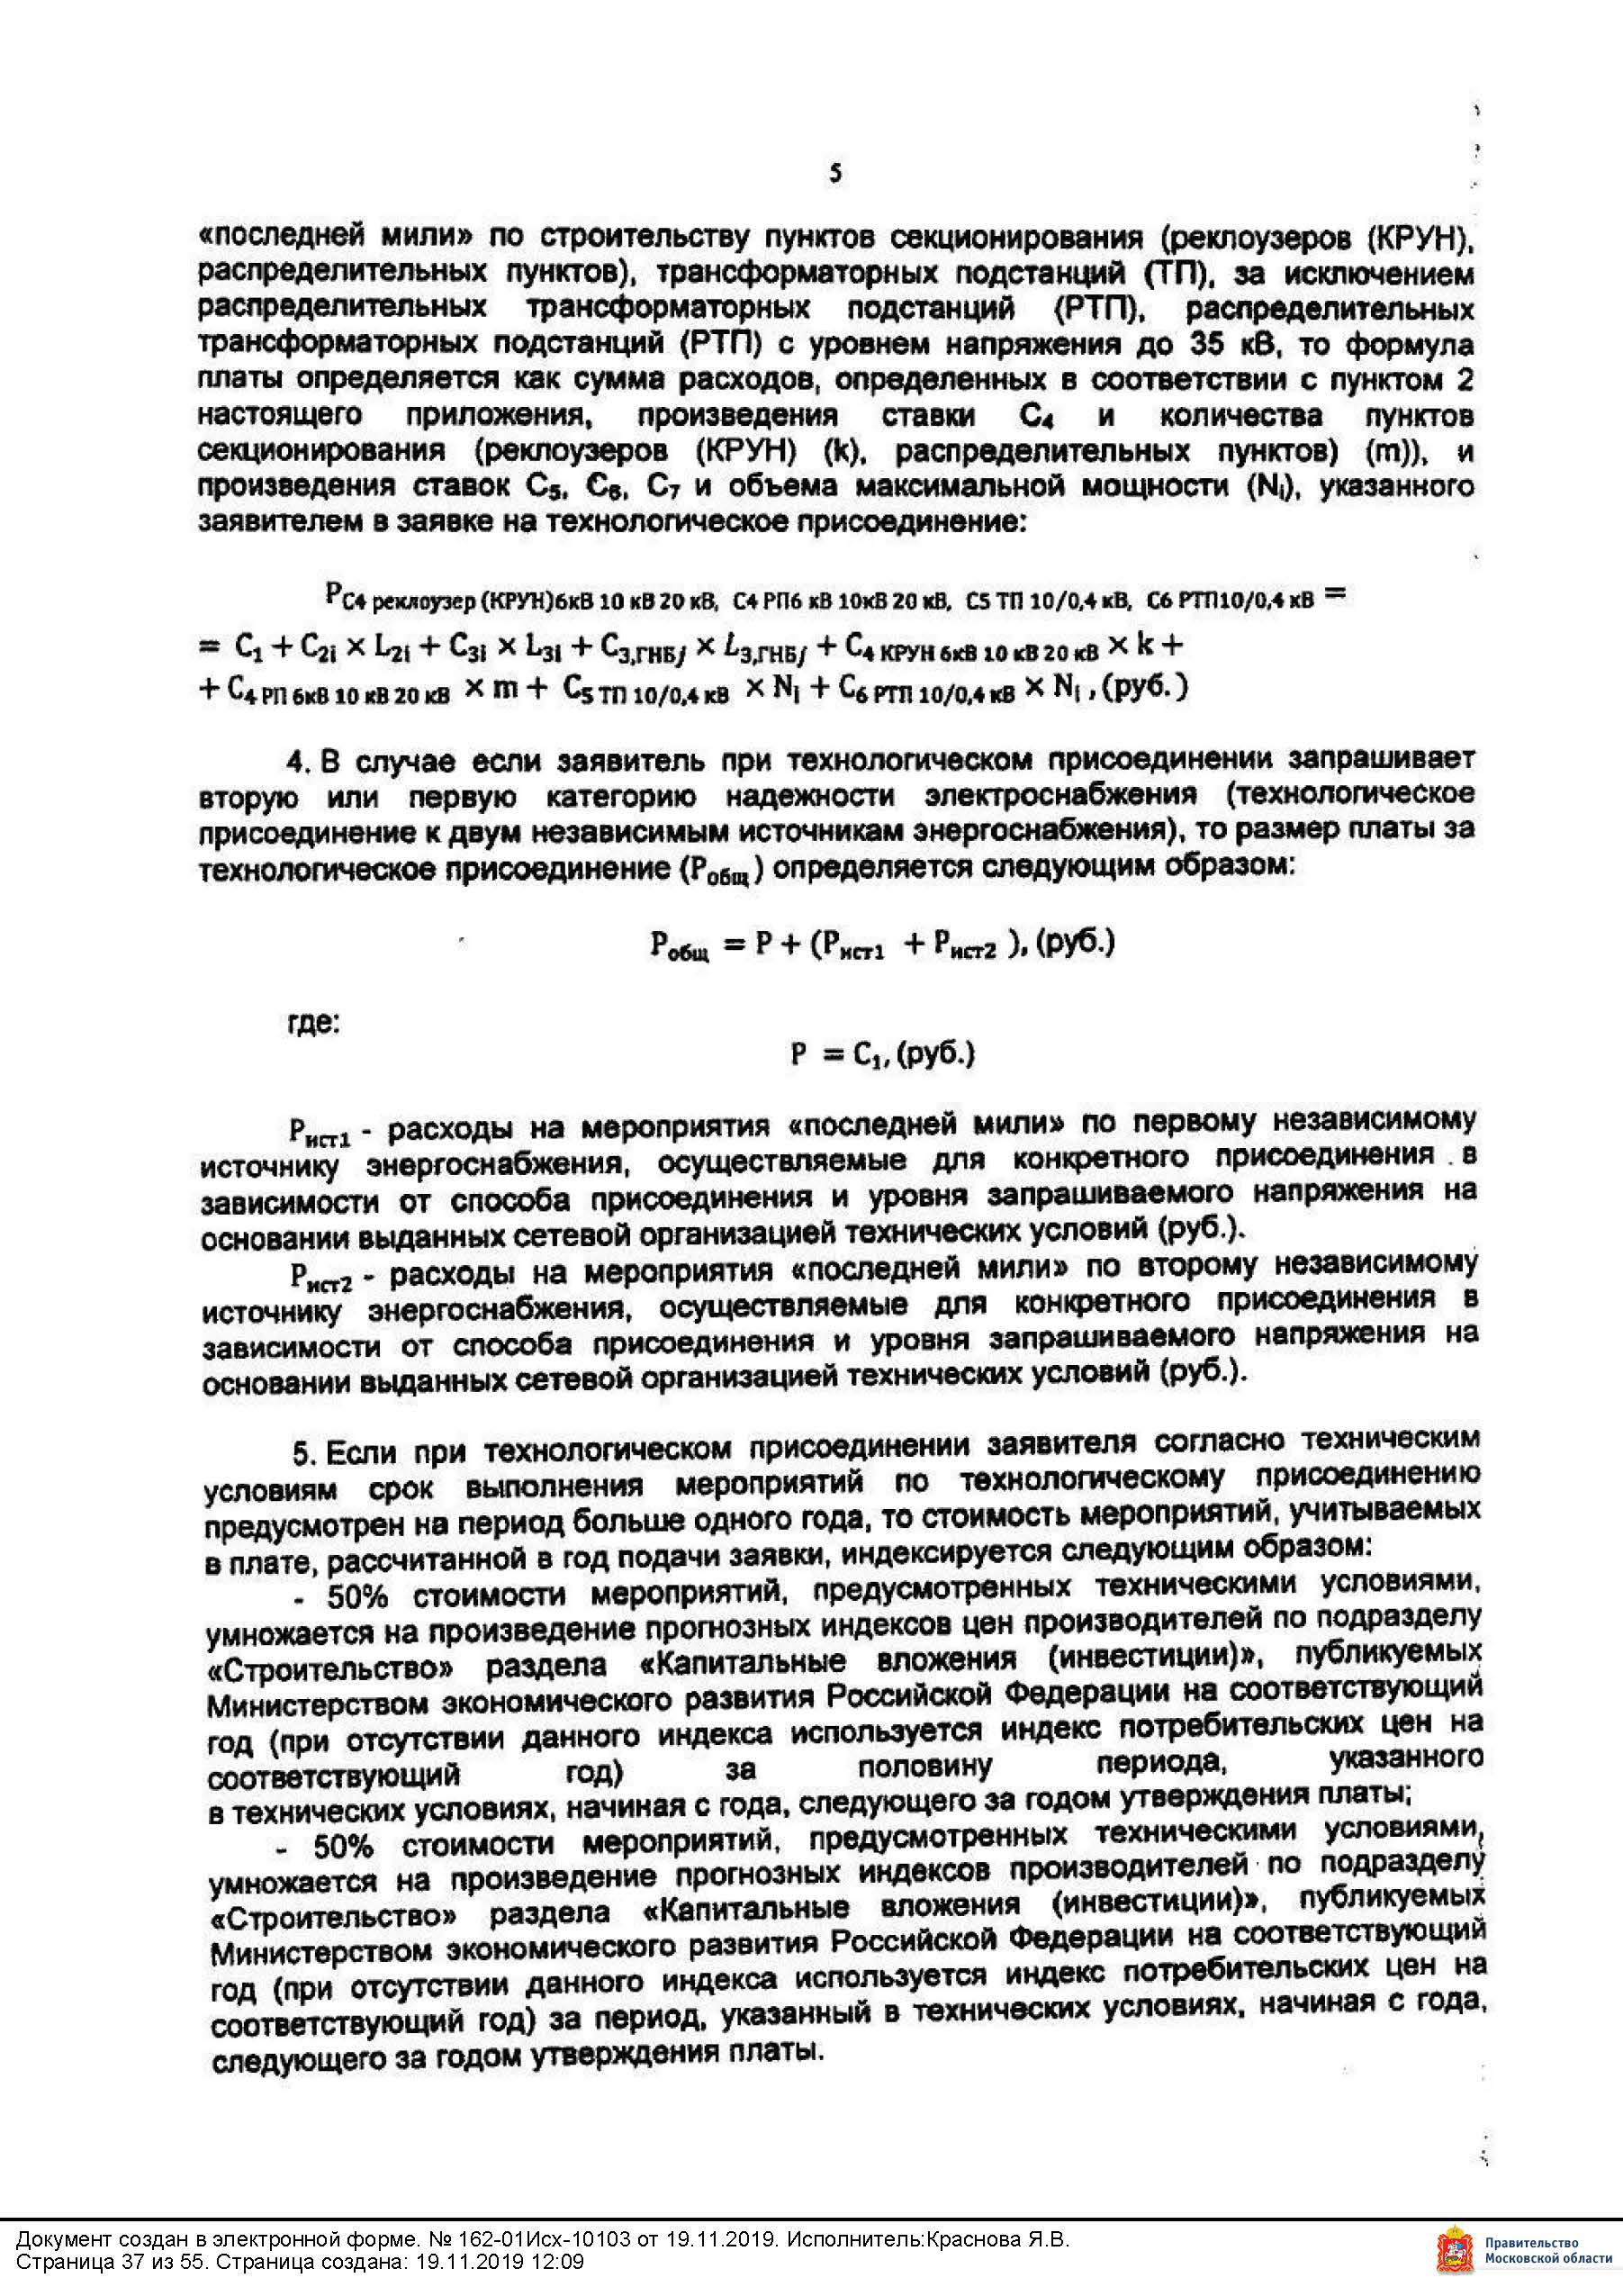 5
«последней мили» по строительству пунктов секционирования (реклоузеров (КРУН),
распределительных пунктов), трансформаторных подстанций (ТП), за исключением
распределительных трансформаторных подстанций (РТП), распределительных
трансформаторных подстанций (РТП) с уровнем напряжения до 35 кВ, то формула
платы определяется как сумма расходов, определенных в соответствии с пунктом 2
настоящего приложения, произведения ставки C₄ и количества пунктов
секционирования (реклоузеров (КРУН) (k), распределительных пунктов) (m)), и
произведения ставок C₅, C₆, C₇ и объема максимальной мощности (Nᵢ), указанного
заявителем в заявке на технологическое присоединение:
P C4 реклоузер (КРУН)6кВ 10 кВ 20 кВ, C4 РП6 кВ 10кВ 20 кВ, C5 ТП 10/0,4 кВ, C6 РТП10/0,4 кВ =
= C₁ + C₂ᵢ × L₂ᵢ + C₃ᵢ × L₃ᵢ + C3,ГНБj × L3,ГНБj + C4 КРУН 6кВ 10 кВ 20 кВ × k +
+ C4 РП 6кВ 10 кВ 20 кВ × m + C5 ТП 10/0,4 кВ × Nᵢ + C6 РТП 10/0,4 кВ × Nᵢ , (руб.)
4. В случае если заявитель при технологическом присоединении запрашивает
вторую или первую категорию надежности электроснабжения (технологическое
присоединение к двум независимым источникам энергоснабжения), то размер платы за
технологическое присоединение (Pобщ) определяется следующим образом:
Pобщ = P + (Pист1 + Pист2 ), (руб.)
где:
P = C₁, (руб.)
Pист1 - расходы на мероприятия «последней мили» по первому независимому
источнику энергоснабжения, осуществляемые для конкретного присоединения в
зависимости от способа присоединения и уровня запрашиваемого напряжения на
основании выданных сетевой организацией технических условий (руб.).
Pист2 - расходы на мероприятия «последней мили» по второму независимому
источнику энергоснабжения, осуществляемые для конкретного присоединения в
зависимости от способа присоединения и уровня запрашиваемого напряжения на
основании выданных сетевой организацией технических условий (руб.).
5. Если при технологическом присоединении заявителя согласно техническим
условиям срок выполнения мероприятий по технологическому присоединению
предусмотрен на период больше одного года, то стоимость мероприятий, учитываемых
в плате, рассчитанной в год подачи заявки, индексируется следующим образом:
- 50% стоимости мероприятий, предусмотренных техническими условиями,
умножается на произведение прогнозных индексов цен производителей по подразделу
«Строительство» раздела «Капитальные вложения (инвестиции)», публикуемых
Министерством экономического развития Российской Федерации на соответствующий
год (при отсутствии данного индекса используется индекс потребительских цен на
соответствующий год) за половину периода, указанного
в технических условиях, начиная с года, следующего за годом утверждения платы;
- 50% стоимости мероприятий, предусмотренных техническими условиями,
умножается на произведение прогнозных индексов производителей по подразделу
«Строительство» раздела «Капитальные вложения (инвестиции)», публикуемых
Министерством экономического развития Российской Федерации на соответствующий
год (при отсутствии данного индекса используется индекс потребительских цен на
соответствующий год) за период, указанный в технических условиях, начиная с года,
следующего за годом утверждения платы.
Документ создан в электронной форме. № 162-01Исх-10103 от 19.11.2019. Исполнитель:Краснова Я.В.
Страница 37 из 55. Страница создана: 19.11.2019 12:09
Правительство
Московской области